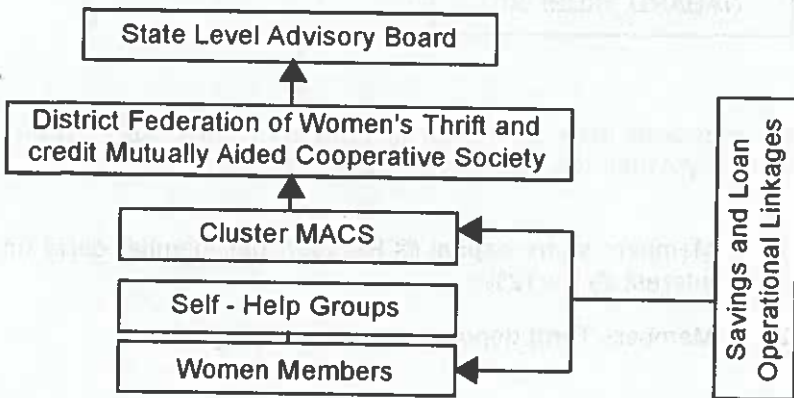 State Level Advisory Board
District Federation of Women's Thrift and
credit Mutually Aided Cooperative Society
Cluster MACS
Self - Help Groups
Women Members
Savings and Loan
Operational Linkages